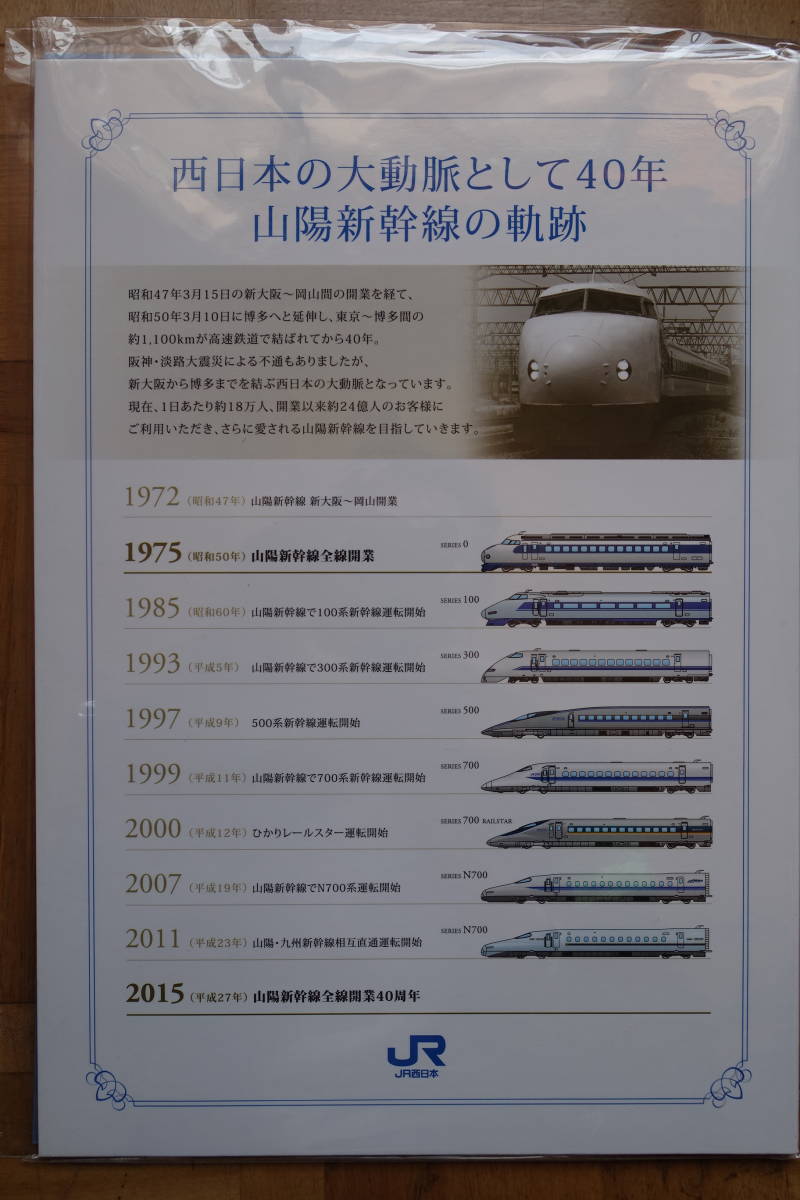 西日本の大動脈として40年
山陽新幹線の軌跡
昭和47年3月15日の新大阪～岡山間の開業を経て、
昭和50年3月10日に博多へと延伸し、東京～博多間の
約1,100kmが高速鉄道で結ばれてから40年。
阪神・淡路大震災による不通もありましたが、
新大阪から博多までを結ぶ西日本の大動脈となっています。
現在、1日あたり約18万人、開業以来約24億人のお客様に
ご利用いただき、さらに愛される山陽新幹線を目指していきます。
1972（昭和47年）山陽新幹線 新大阪～岡山開業
1975（昭和50年）山陽新幹線全線開業 SERIES 0
1985（昭和60年）山陽新幹線で100系新幹線運転開始 SERIES 100
1993（平成5年）山陽新幹線で300系新幹線運転開始 SERIES 300
1997（平成9年）500系新幹線運転開始 SERIES 500
1999（平成11年）山陽新幹線で700系新幹線運転開始 SERIES 700
2000（平成12年）ひかりレールスター運転開始 SERIES 700 RAILSTAR
2007（平成19年）山陽新幹線でN700系運転開始 SERIES N700
2011（平成23年）山陽・九州新幹線相互直通運転開始 SERIES N700
2015（平成27年）山陽新幹線全線開業40周年
JR
JR西日本